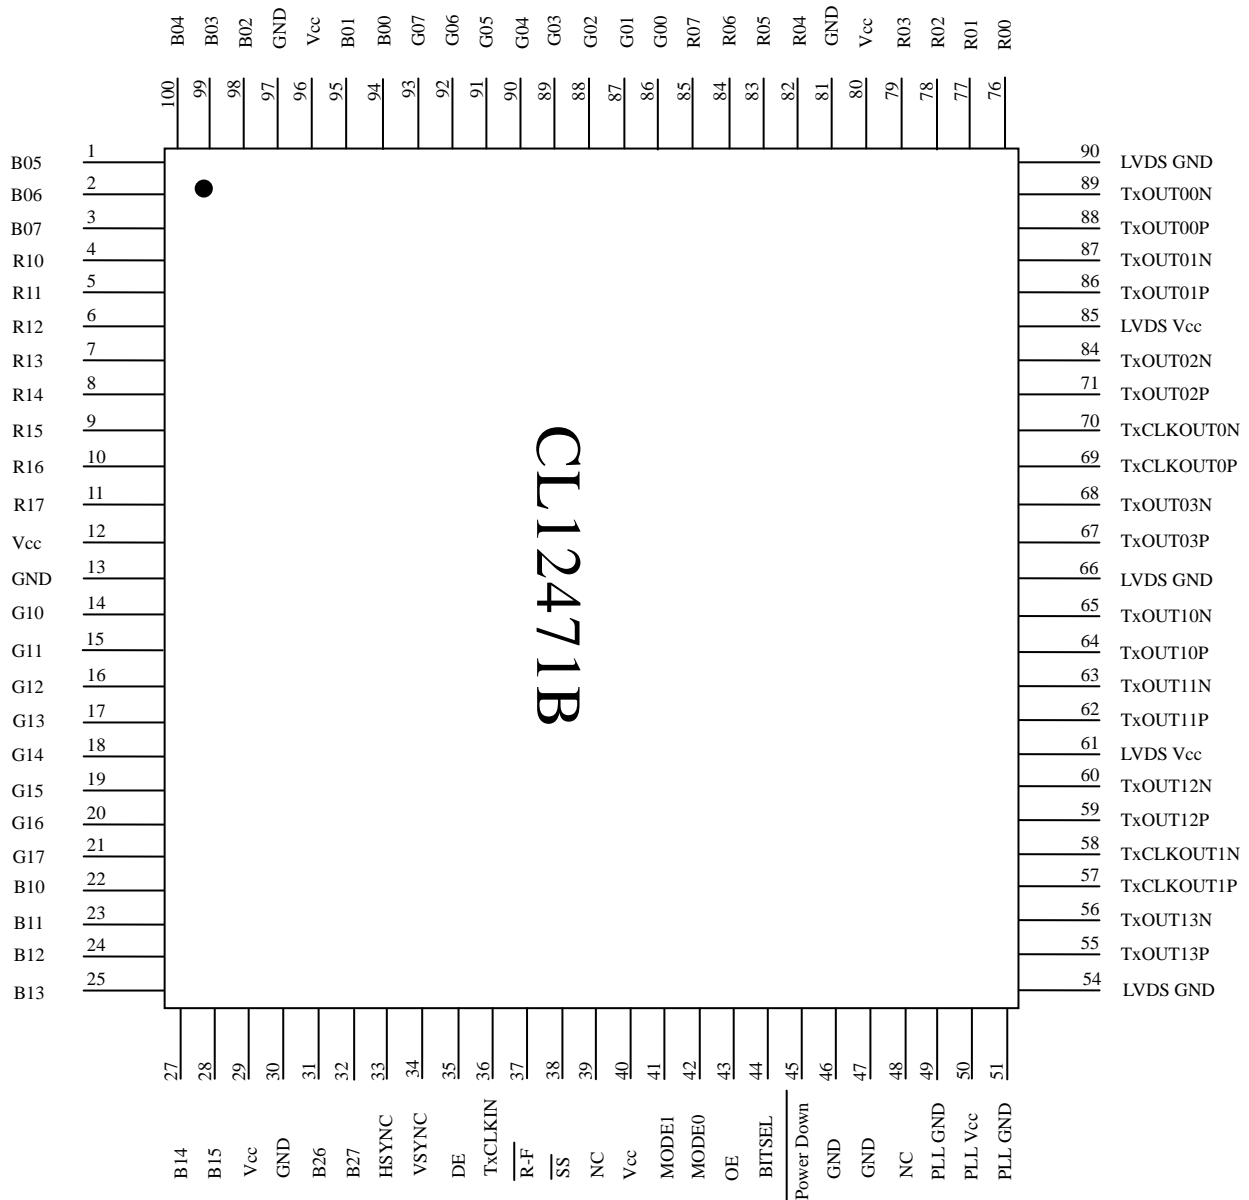 B04 B03 B02 GND Vcc B01 B00 G07 G06 G05 G04 G03 G02 G01 G00 R07 R06 R05 R04 GND Vcc R03 R02 R01 R00
100 99 98 97 96 95 94 93 92 91 90 89 88 87 86 85 84 83 82 81 80 79 78 77 76
B05 1
B06 2
B07 3
R10 4
R11 5
R12 6
R13 7
R14 8
R15 9
R16 10
R17 11
Vcc 12
GND 13
G10 14
G11 15
G12 16
G13 17
G14 18
G15 19
G16 20
G17 21
B10 22
B11 23
B12 24
B13 25
CL12471B
90 LVDS GND
89 TxOUT00N
88 TxOUT00P
87 TxOUT01N
86 TxOUT01P
85 LVDS Vcc
84 TxOUT02N
71 TxOUT02P
70 TxCLKOUT0N
69 TxCLKOUT0P
68 TxOUT03N
67 TxOUT03P
66 LVDS GND
65 TxOUT10N
64 TxOUT10P
63 TxOUT11N
62 TxOUT11P
61 LVDS Vcc
60 TxOUT12N
59 TxOUT12P
58 TxCLKOUT1N
57 TxCLKOUT1P
56 TxOUT13N
55 TxOUT13P
54 LVDS GND
27 28 29 30 31 32 33 34 35 36 37 38 39 40 41 42 43 44 45 46 47 48 49 50 51
B14 B15 Vcc GND B26 B27 HSYNC VSYNC DE TxCLKIN R-F SS NC Vcc MODE1 MODE0 OE BITSEL Power Down GND GND NC PLL GND PLL Vcc PLL GND